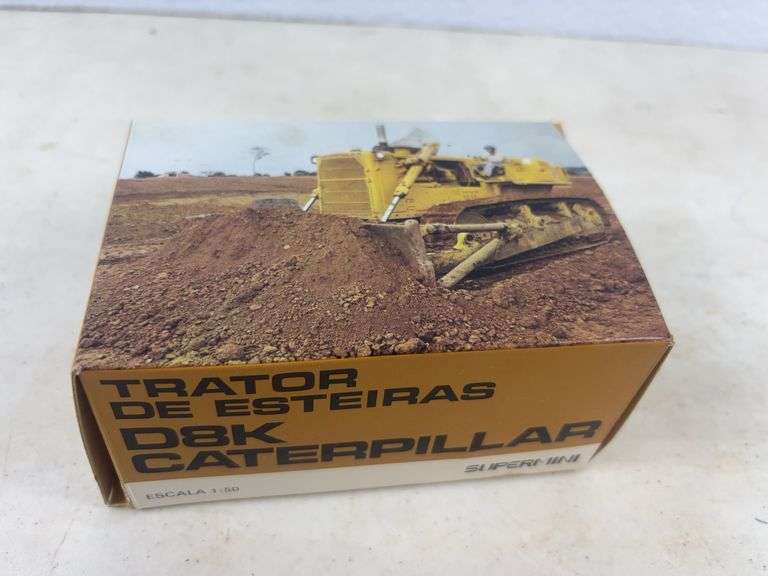 TRATOR
DE ESTEIRAS
D8K
CATERPILLAR
SUPERMINI
ESCALA 1:50